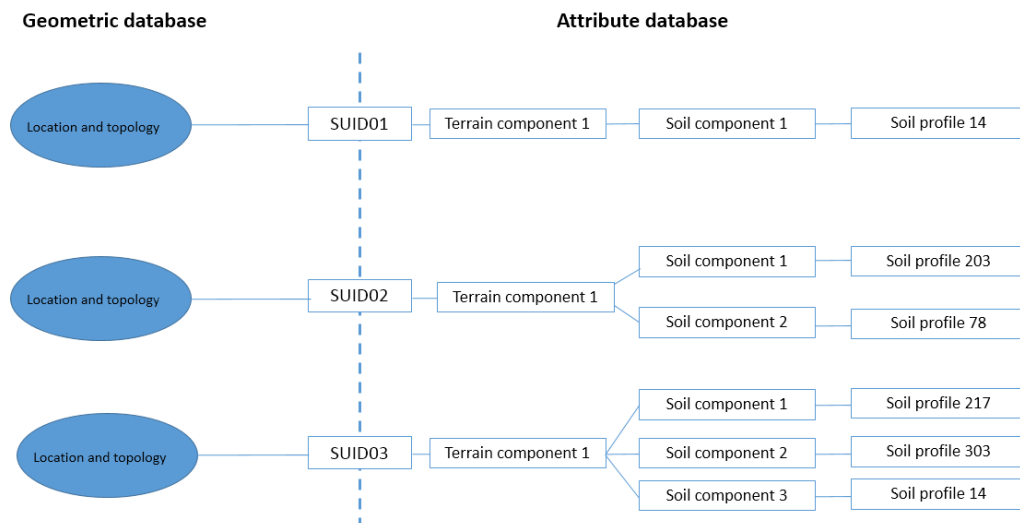 Geometric database
Attribute database
Location and topology
SUID01
Terrain component 1
Soil component 1
Soil profile 14
Location and topology
SUID02
Terrain component 1
Soil component 1
Soil profile 203
Soil component 2
Soil profile 78
Location and topology
SUID03
Terrain component 1
Soil component 1
Soil profile 217
Soil component 2
Soil profile 303
Soil component 3
Soil profile 14